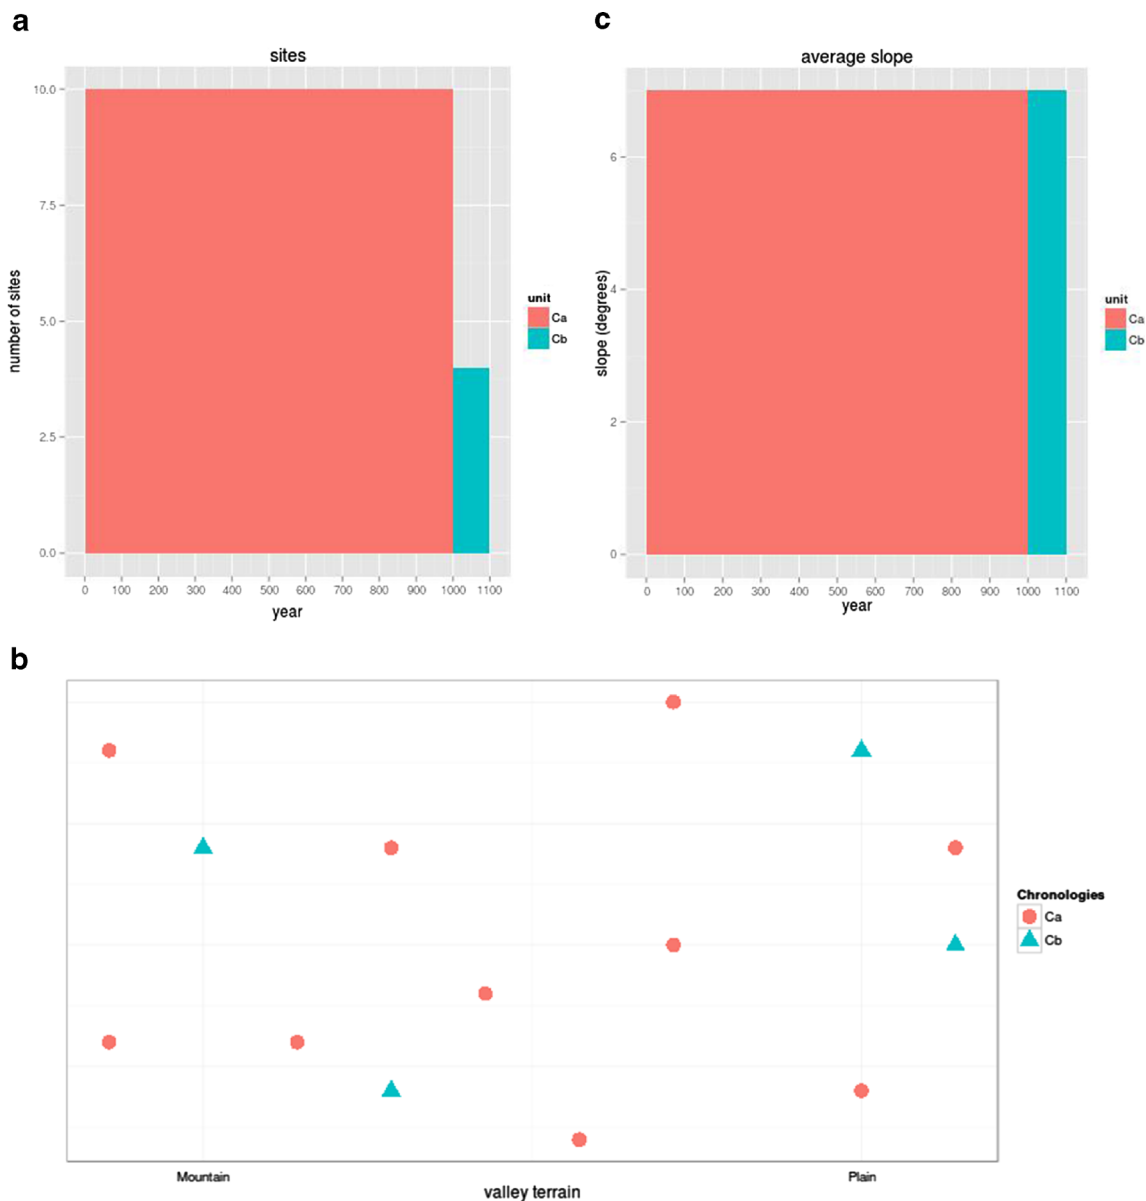 a
sites
10.0
7.5
5.0
2.5
0.0
number of sites
0 100 200 300 400 500 600 700 800 900 1000 1100
year
unit
Ca
Cb
c
average slope
6
4
2
0
slope (degrees)
0 100 200 300 400 500 600 700 800 900 1000 1100
year
unit
Ca
Cb
b
Chronologies
Ca
Cb
Mountain Plain
valley terrain